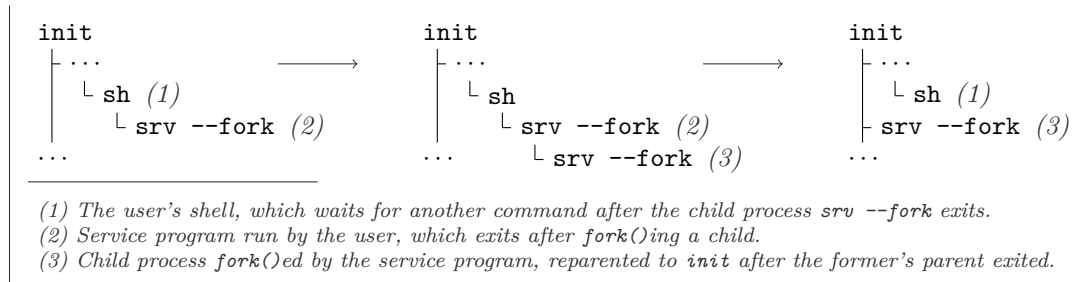 init init init
... ... ...
sh (1) sh sh (1)
srv --fork (2) srv --fork (2) srv --fork (3)
... ... srv --fork (3) ...
(1) The user's shell, which waits for another command after the child process srv --fork exits.
(2) Service program run by the user, which exits after fork()ing a child.
(3) Child process fork()ed by the service program, reparented to init after the former's parent exited.